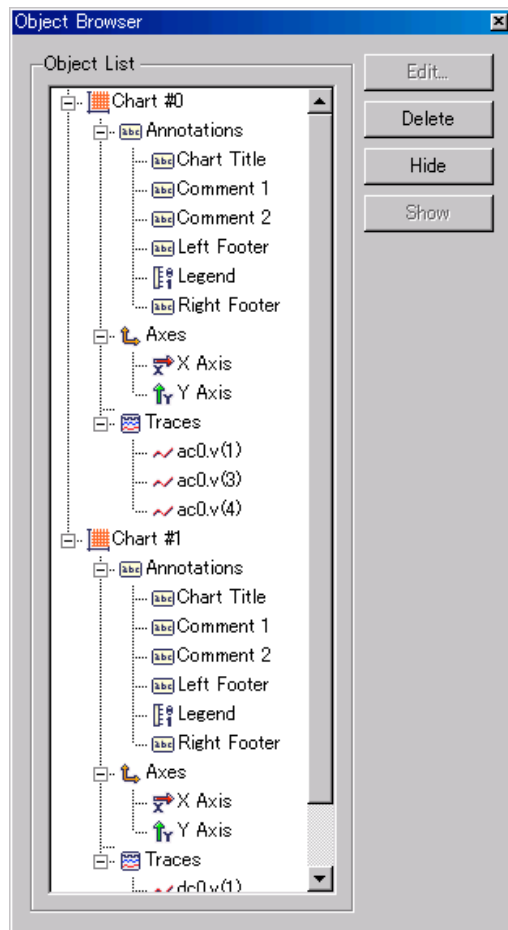 Object Browser
Object List
Edit...
Delete
Hide
Show
Chart #0
Annotations
Chart Title
Comment 1
Comment 2
Left Footer
Legend
Right Footer
Axes
X Axis
Y Axis
Traces
ac0.v(1)
ac0.v(3)
ac0.v(4)
Chart #1
Annotations
Chart Title
Comment 1
Comment 2
Left Footer
Legend
Right Footer
Axes
X Axis
Y Axis
Traces
dc0.v(1)